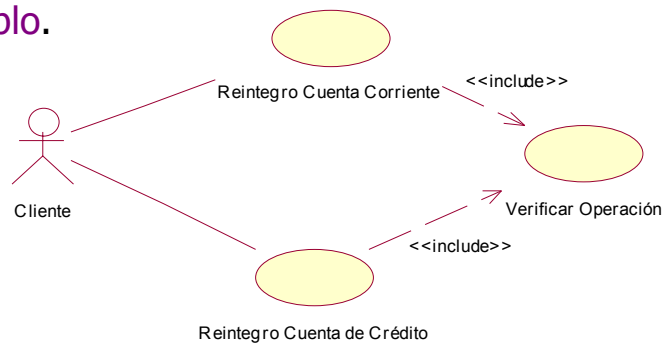 plo.
Reintegro Cuenta Corriente
<<include>>
Cliente
Verificar Operación
<<include>>
Reintegro Cuenta de Crédito